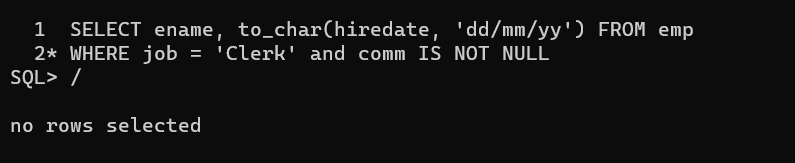 1  SELECT ename, to_char(hiredate, 'dd/mm/yy') FROM emp
2* WHERE job = 'Clerk' and comm IS NOT NULL
SQL> /
no rows selected